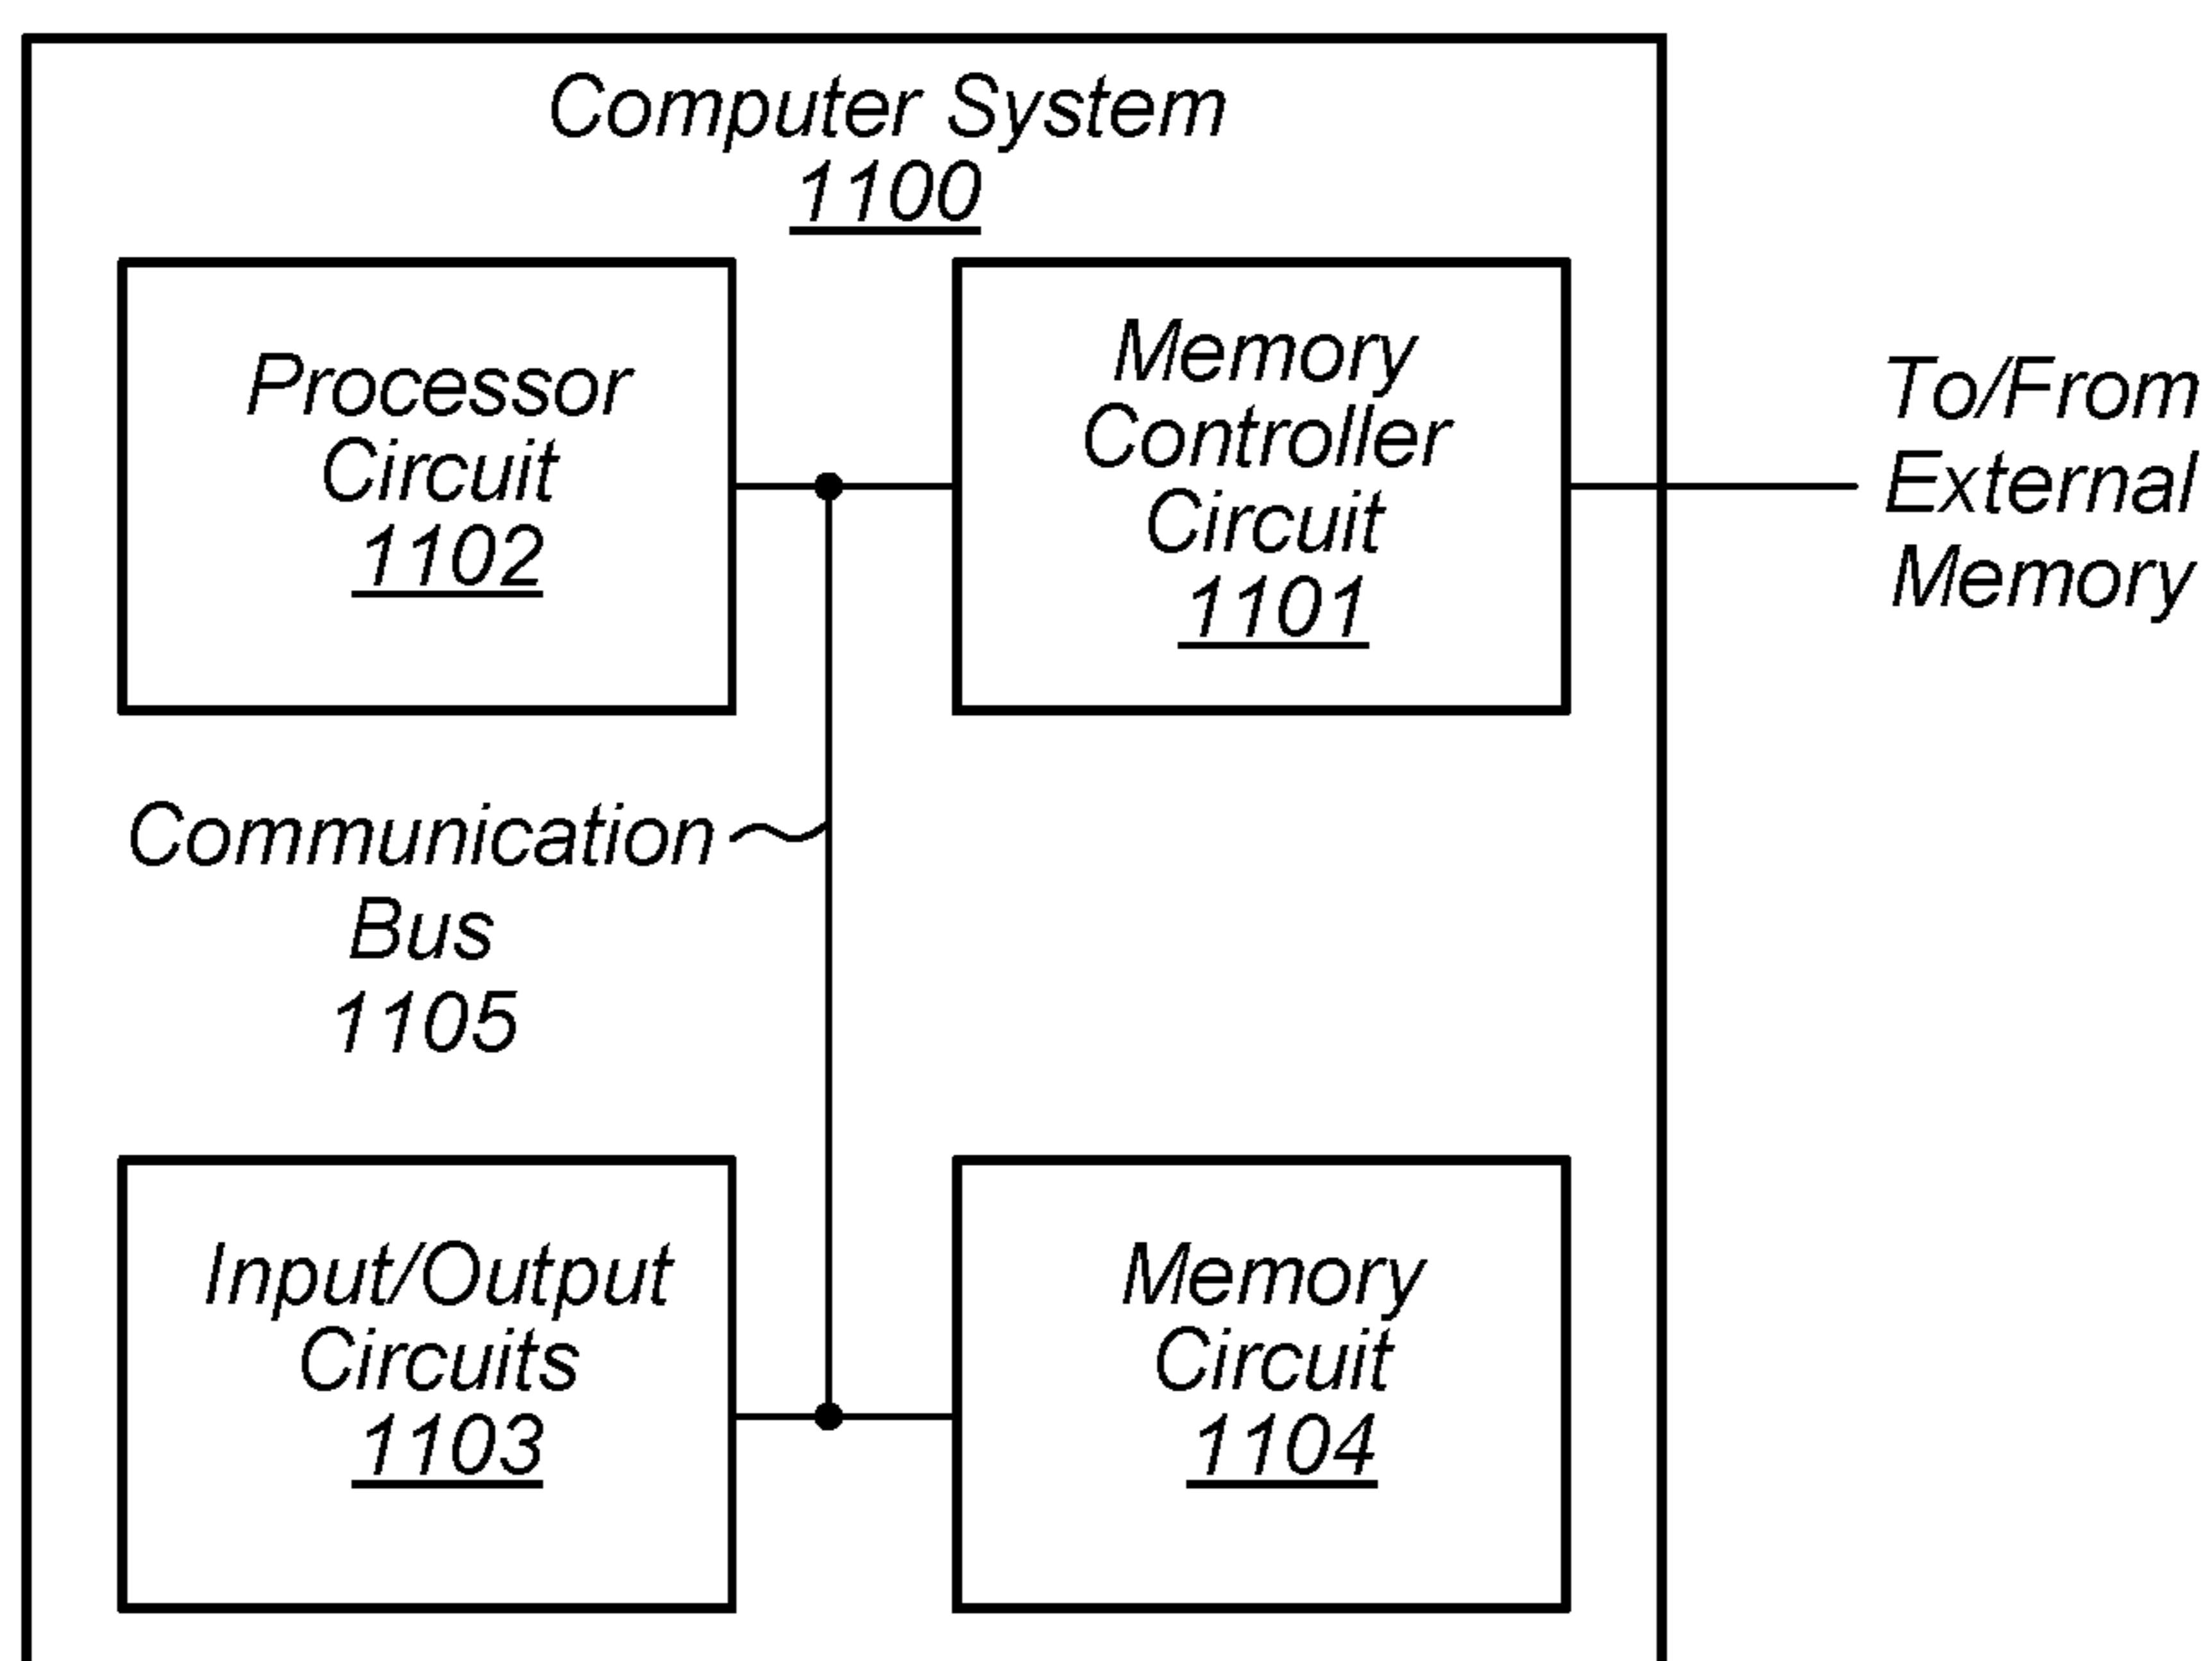 Computer System
1100
Processor
Circuit
1102
Memory
Controller
Circuit
1101
To/From
External
Memory
Communication
Bus
1105
Input/Output
Circuits
1103
Memory
Circuit
1104